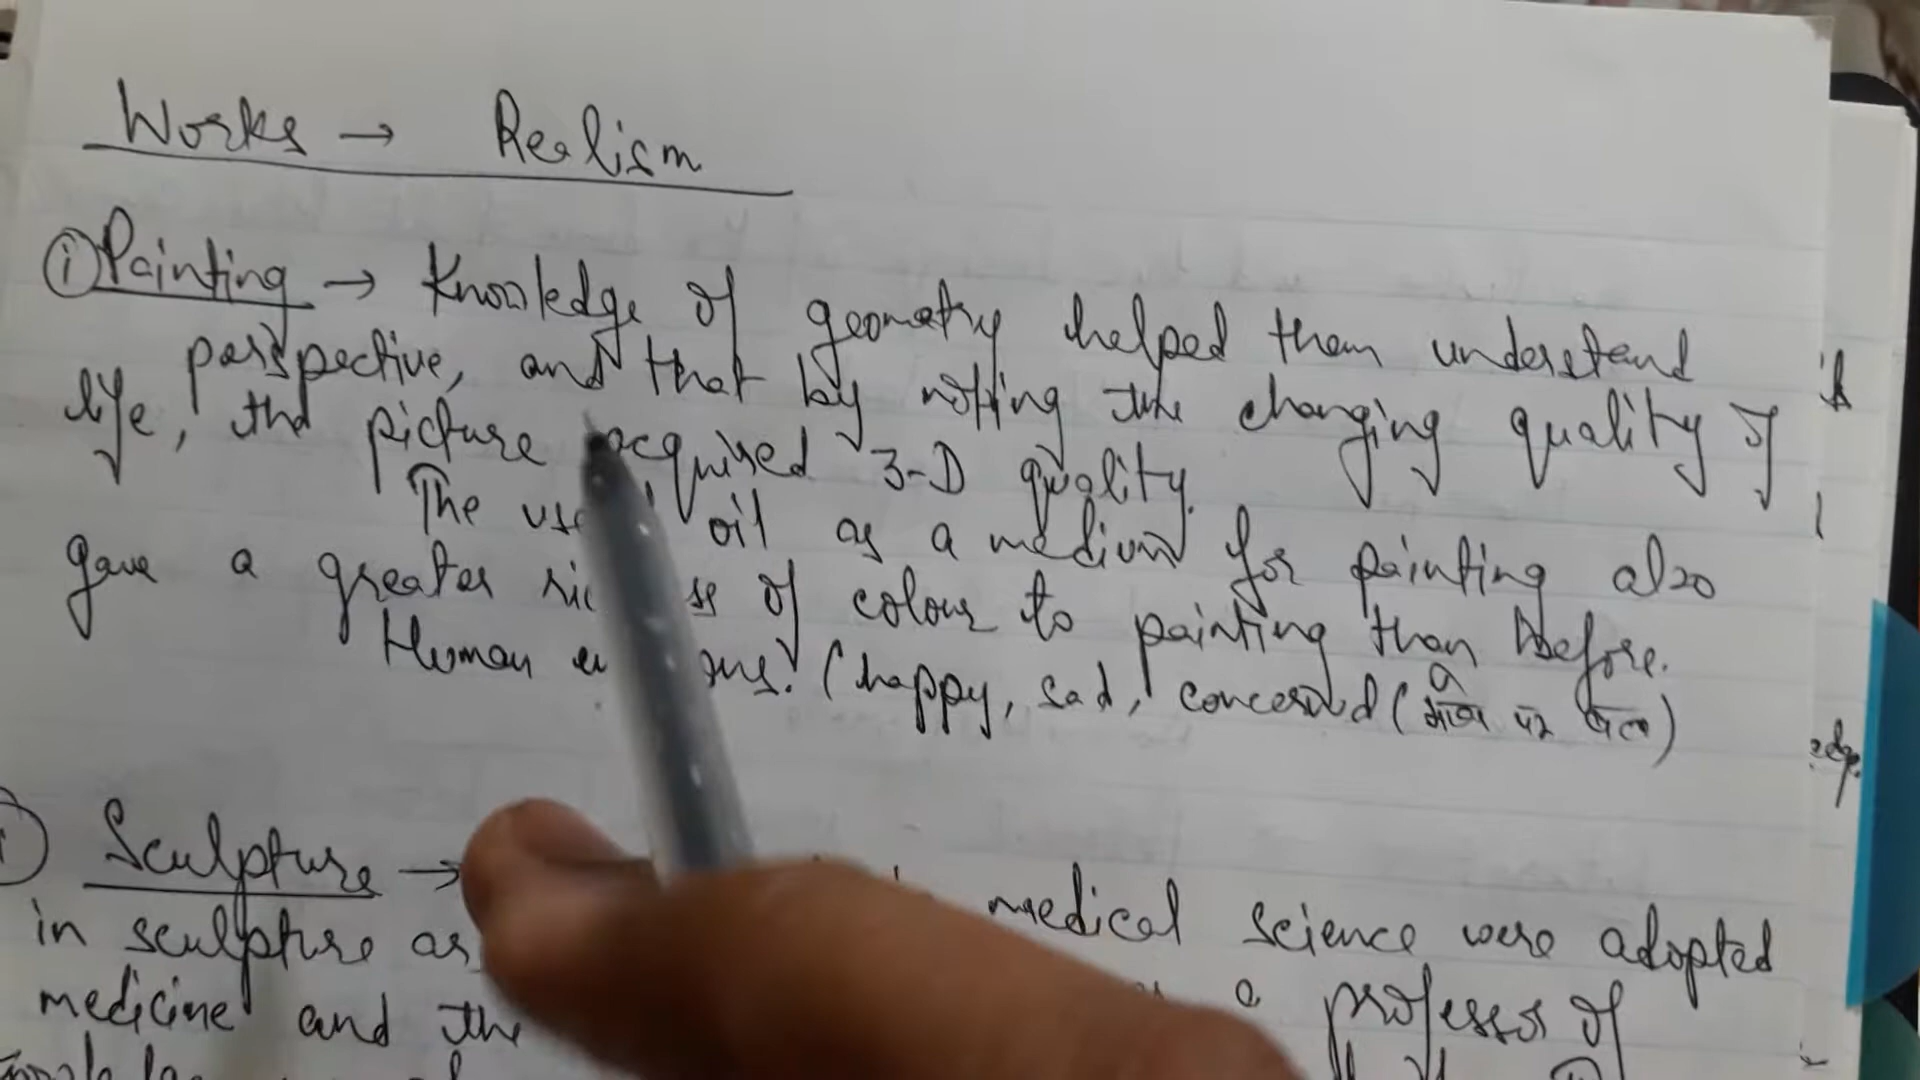 Works → Realism
(i) Painting → Knowledge of geometry helped them understand
perspective, and that by noting the changing quality of
life, the picture acquired 3-D quality.
The use oil as a medium for painting also
gave a greater of colour to painting than before.
Human (happy, sad, concerned ( पर )
Sculpture → medical science were adopted
in sculpture as
medicine and the a professor of